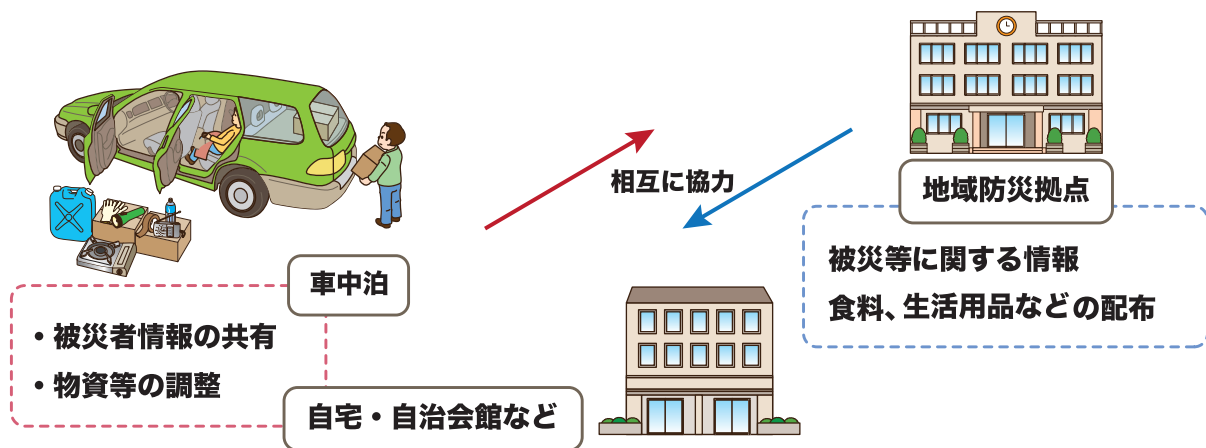 相互に協力
地域防災拠点
被災等に関する情報
食料、生活用品などの配布
車中泊
・被災者情報の共有
・物資等の調整
自宅・自治会館など